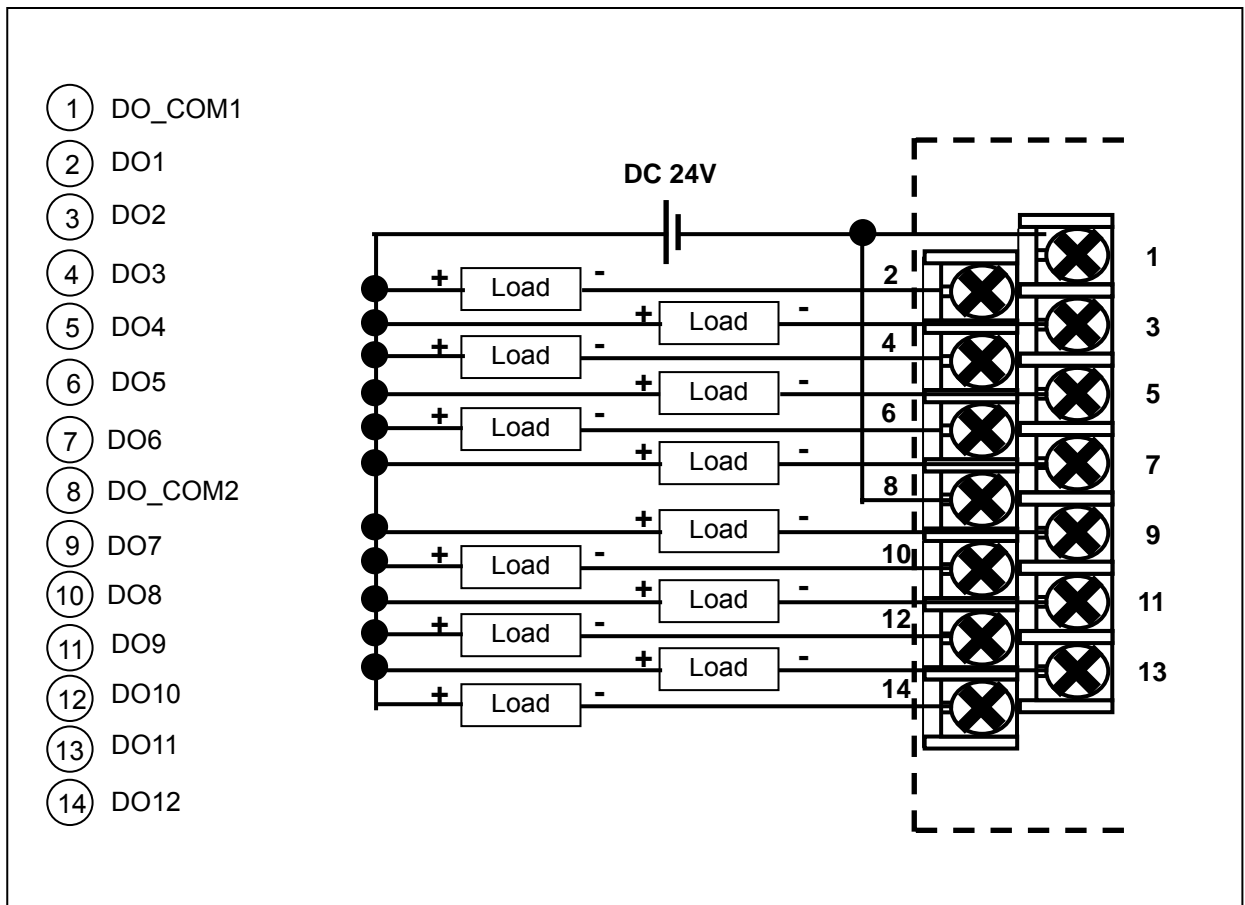 1 DO_COM1
2 DO1
3 DO2
4 DO3
5 DO4
6 DO5
7 DO6
8 DO_COM2
9 DO7
10 DO8
11 DO9
12 DO10
13 DO11
14 DO12
DC 24V
1
+ Load - 2
+ Load - 3
+ Load - 4
+ Load - 5
+ Load - 6
+ Load - 7
8
+ Load - 9
+ Load - 10
+ Load - 11
+ Load - 12
+ Load - 13
+ Load - 14